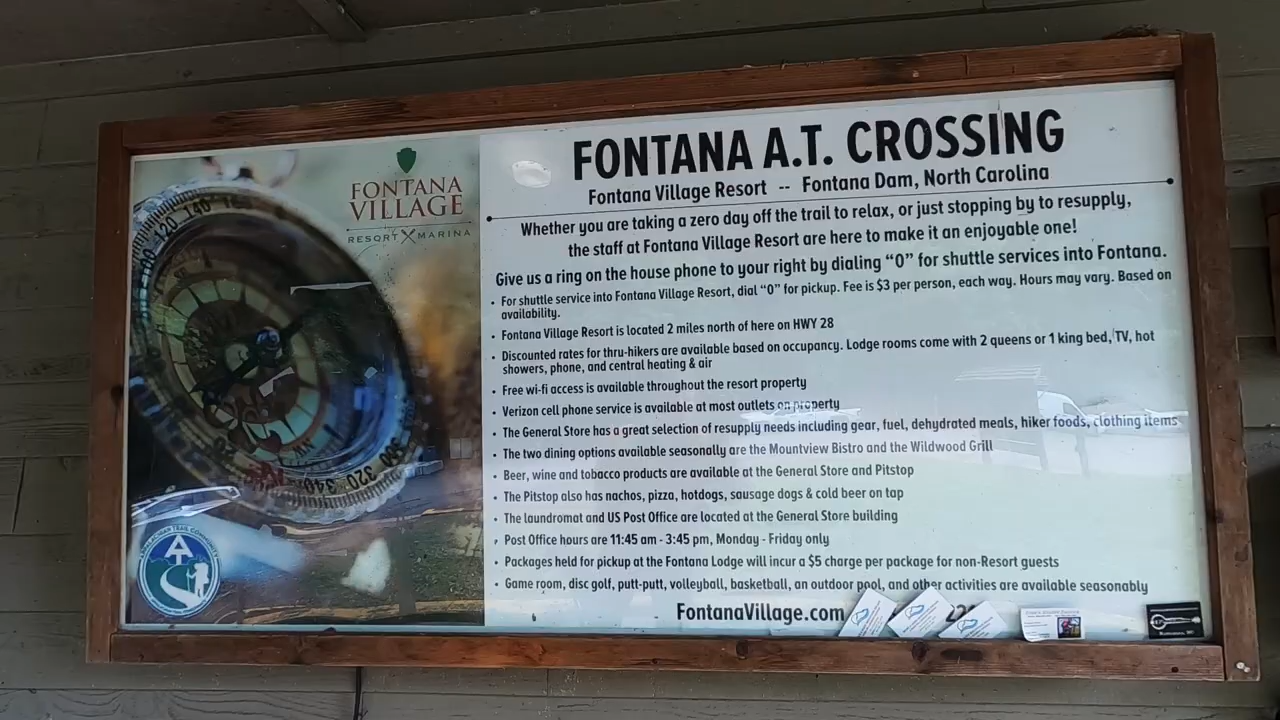 FONTANA
VILLAGE
RESORT MARINA
FONTANA A.T. CROSSING
Fontana Village Resort -- Fontana Dam, North Carolina
Whether you are taking a zero day off the trail to relax, or just stopping by to resupply,
the staff at Fontana Village Resort are here to make it an enjoyable one!
Give us a ring on the house phone to your right by dialing “0” for shuttle services into Fontana.
• For shuttle service into Fontana Village Resort, dial “0” for pickup. Fee is $3 per person, each way. Hours may vary. Based on
availability.
• Fontana Village Resort is located 2 miles north of here on HWY 28
• Discounted rates for thru-hikers are available based on occupancy. Lodge rooms come with 2 queens or 1 king bed, TV, hot
showers, phone, and central heating & air
• Free wi-fi access is available throughout the resort property
• Verizon cell phone service is available at most outlets on property
• The General Store has a great selection of resupply needs including gear, fuel, dehydrated meals, hiker foods, clothing items
• The two dining options available seasonally are the Mountview Bistro and the Wildwood Grill
• Beer, wine and tobacco products are available at the General Store and Pitstop
• The Pitstop also has nachos, pizza, hotdogs, sausage dogs & cold beer on tap
• The laundromat and US Post Office are located at the General Store building
• Post Office hours are 11:45 am - 3:45 pm, Monday - Friday only
• Packages held for pickup at the Fontana Lodge will incur a $5 charge per package for non-Resort guests
• Game room, disc golf, putt-putt, volleyball, basketball, an outdoor pool, and other activities are available seasonably
FontanaVillage.com
120 140
320 340
APPALACHIAN TRAIL COMMUNITY